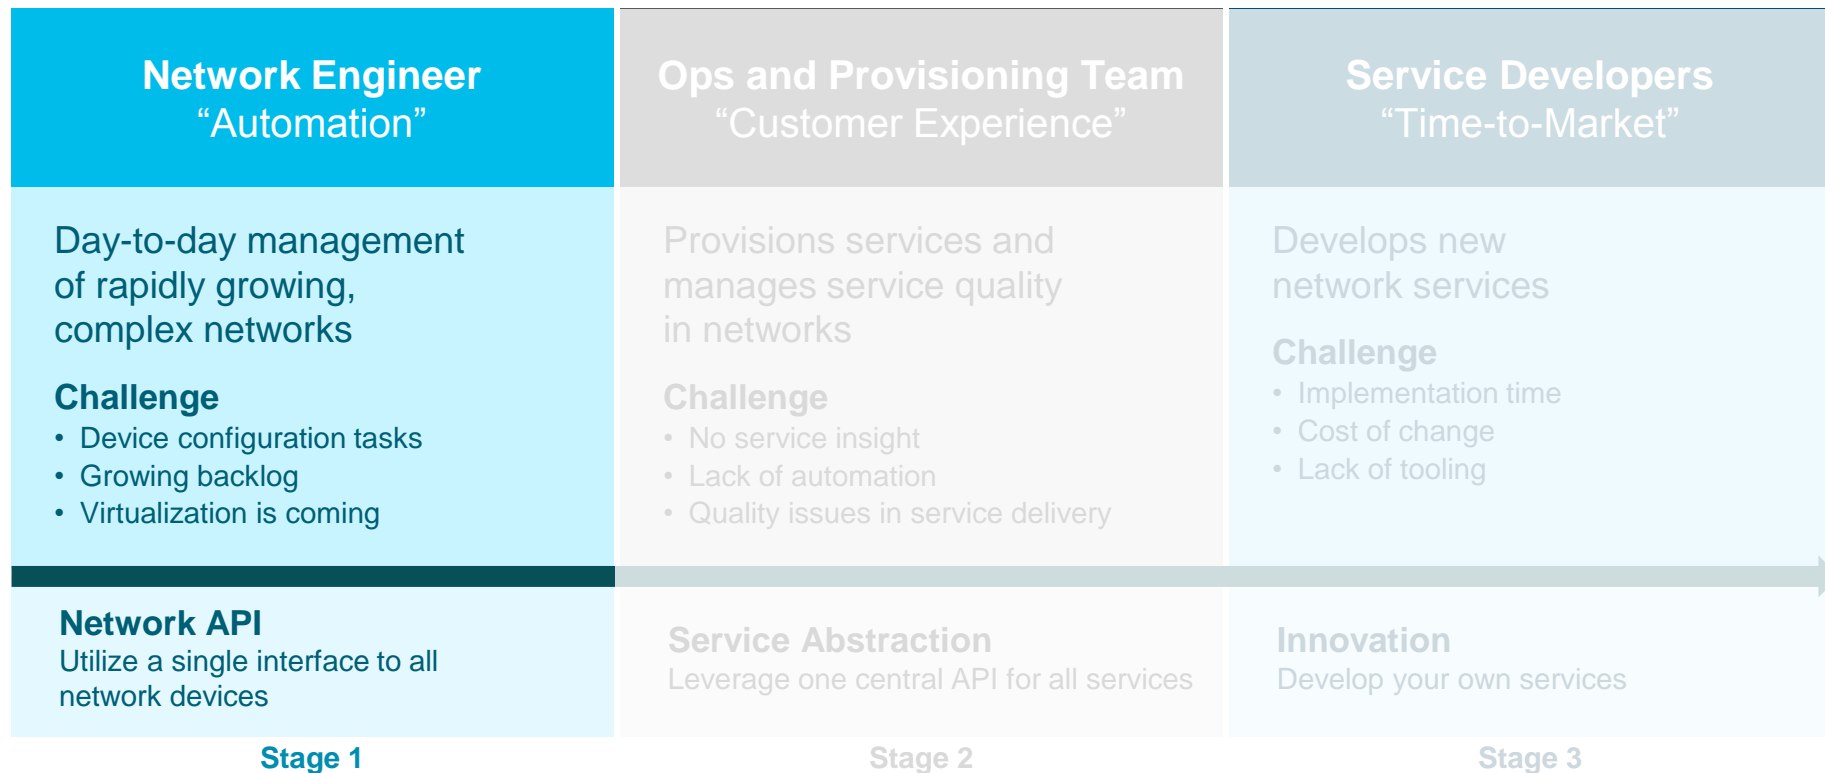 Network Engineer
“Automation”
Day-to-day management
of rapidly growing,
complex networks
Challenge
• Device configuration tasks
• Growing backlog
• Virtualization is coming
Network API
Utilize a single interface to all
network devices
Stage 1
Ops and Provisioning Team
“Customer Experience”
Provisions services and
manages service quality
in networks
Challenge
• No service insight
• Lack of automation
• Quality issues in service delivery
Service Abstraction
Leverage one central API for all services
Stage 2
Service Developers
“Time-to-Market”
Develops new
network services
Challenge
• Implementation time
• Cost of change
• Lack of tooling
Innovation
Develop your own services
Stage 3